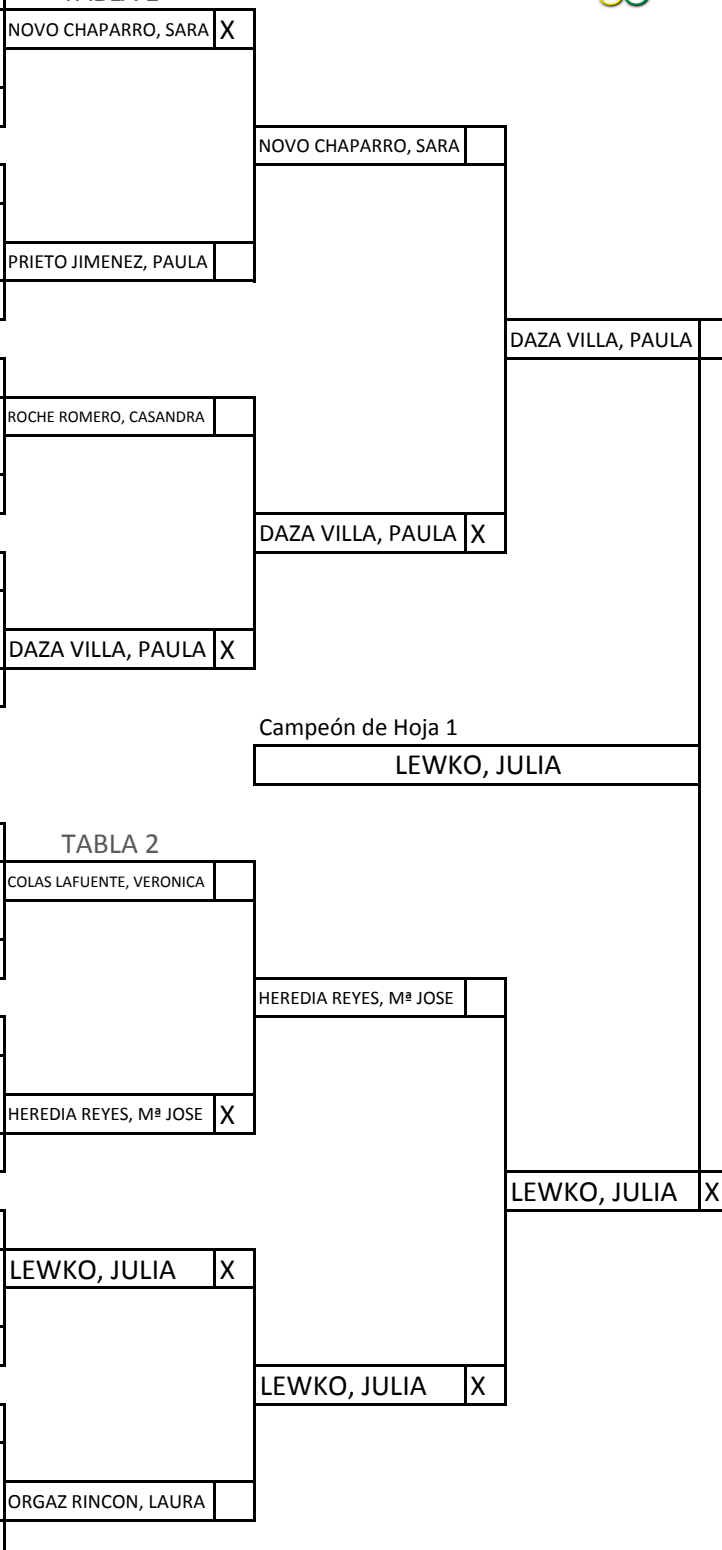 NOVO CHAPARRO, SARA X
NOVO CHAPARRO, SARA
PRIETO JIMENEZ, PAULA
DAZA VILLA, PAULA
ROCHE ROMERO, CASANDRA
DAZA VILLA, PAULA X
DAZA VILLA, PAULA X
Campeón de Hoja 1
LEWKO, JULIA
TABLA 2
COLAS LAFUENTE, VERONICA
HEREDIA REYES, Mª JOSE
HEREDIA REYES, Mª JOSE X
LEWKO, JULIA X
LEWKO, JULIA X
LEWKO, JULIA X
ORGAZ RINCON, LAURA